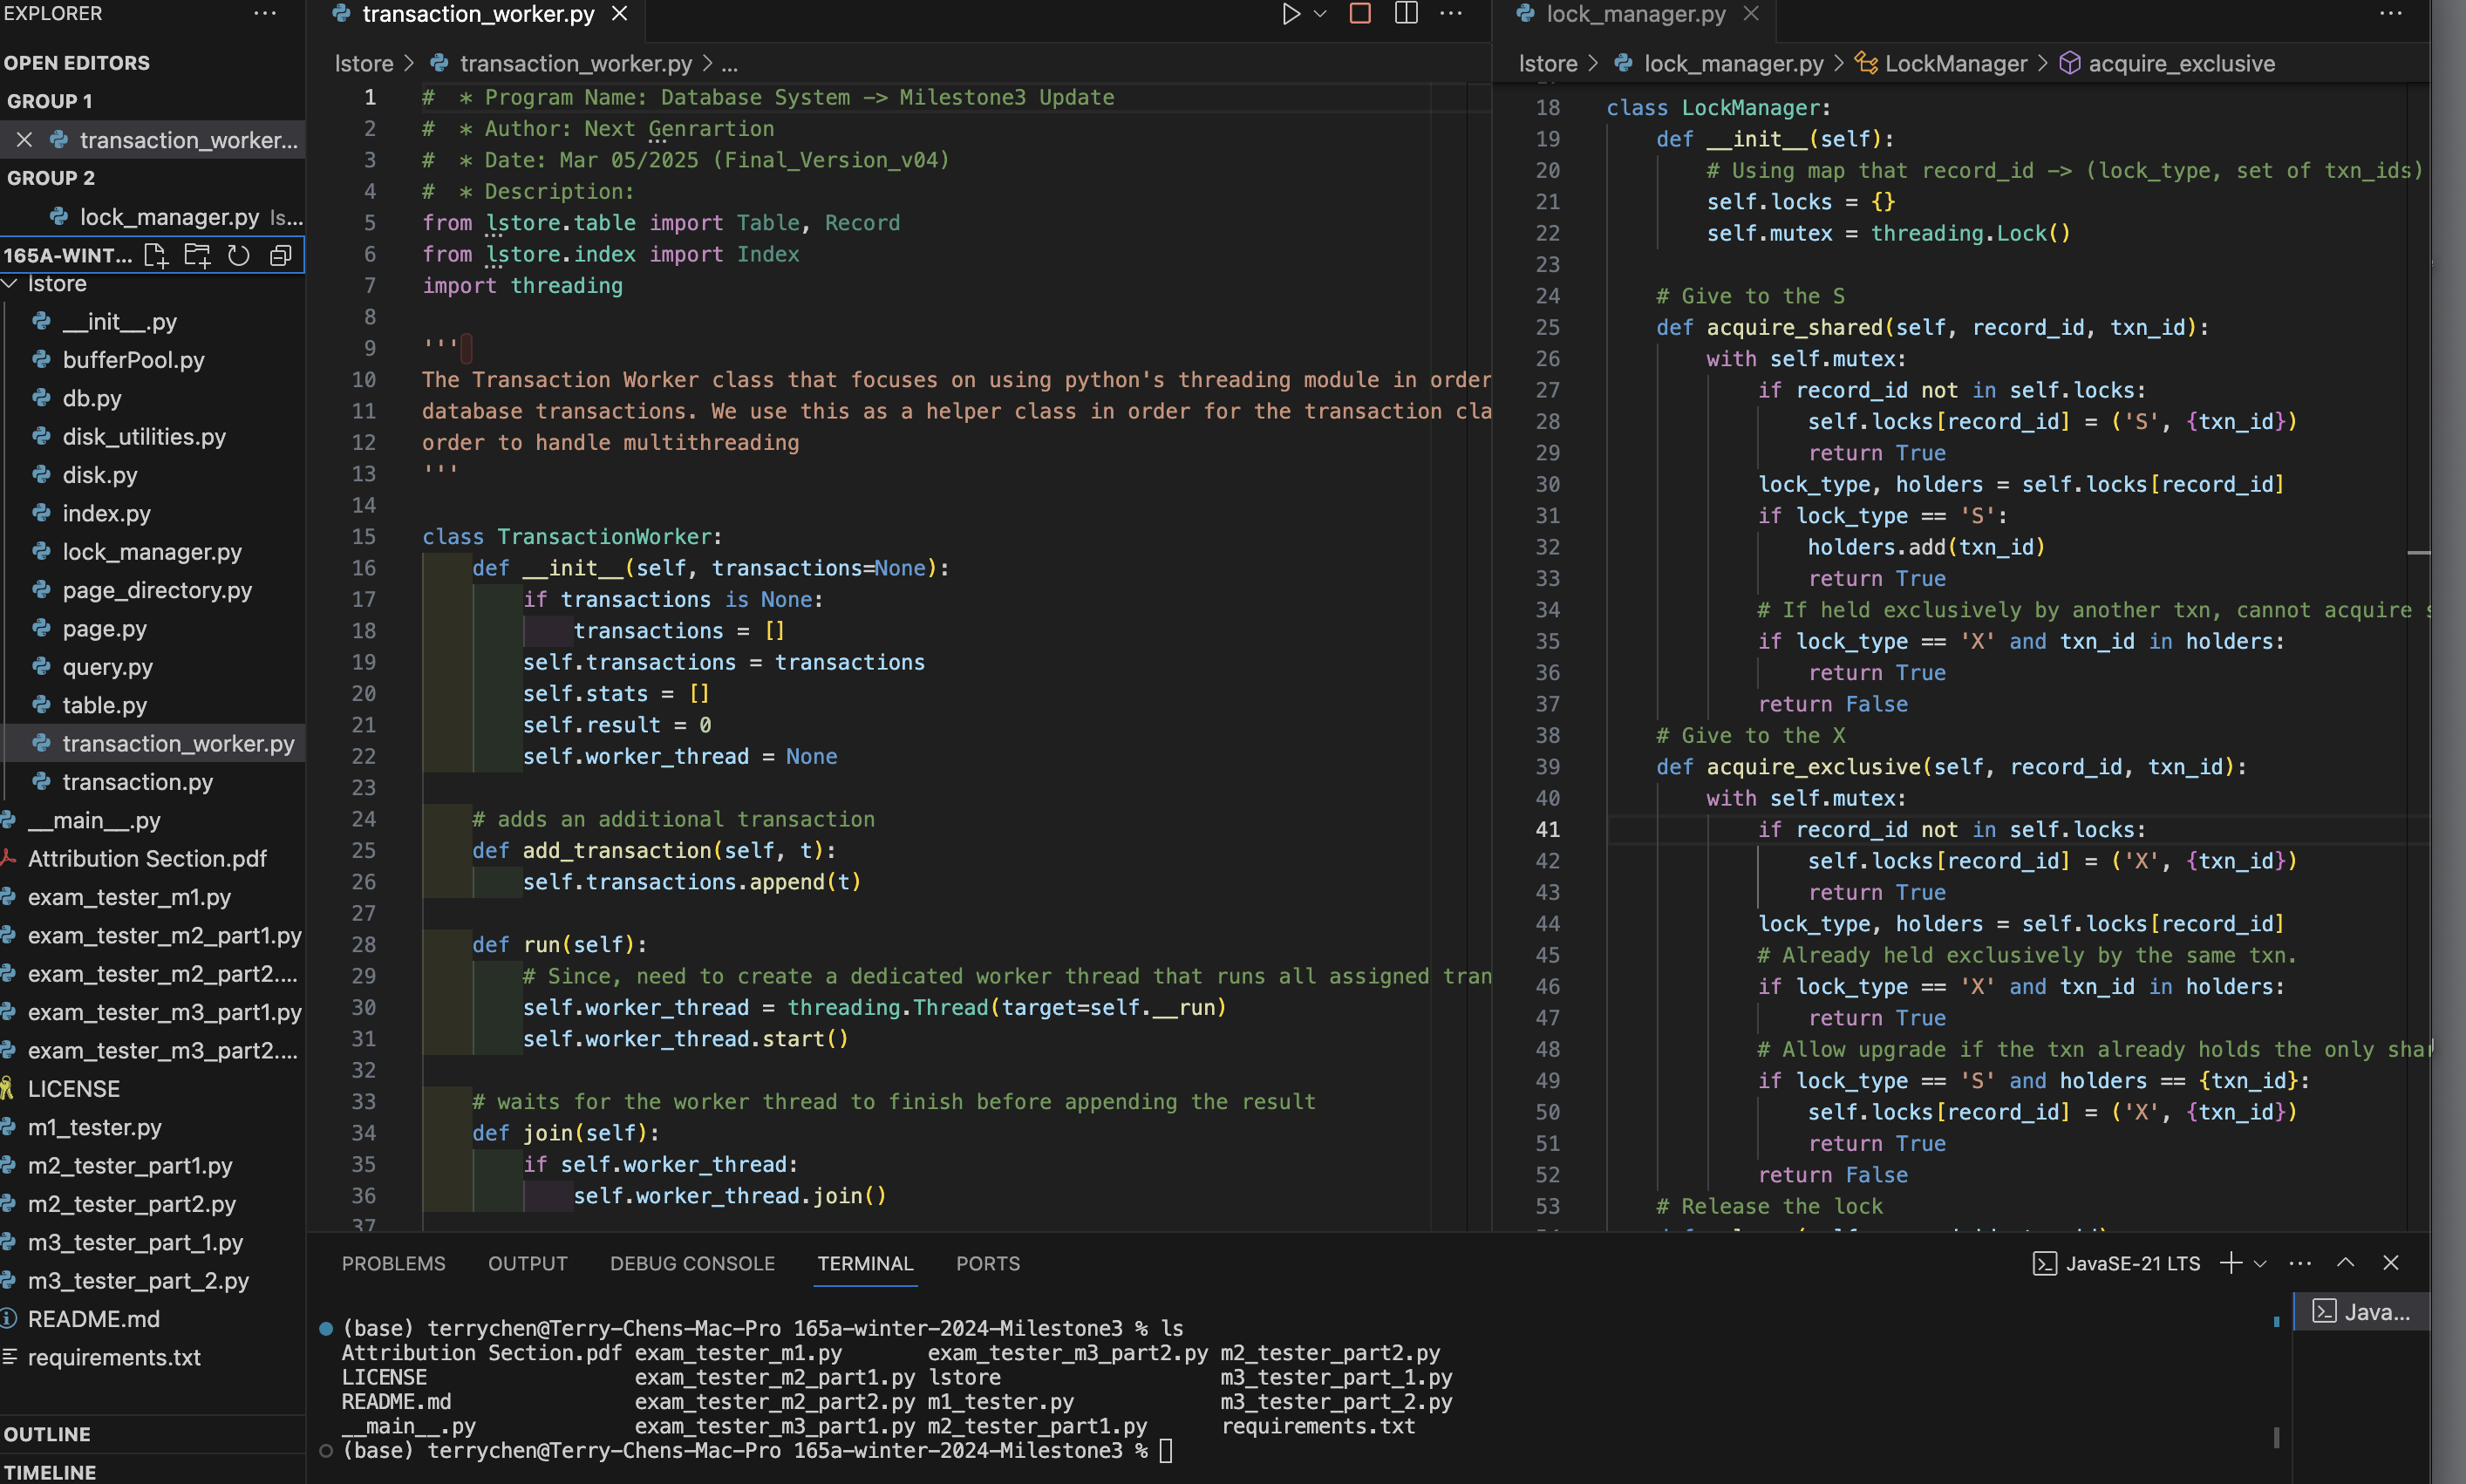 EXPLORER
OPEN EDITORS
GROUP 1
transaction_worker...
GROUP 2
lock_manager.py ls...
165A-WINT...
lstore
__init__.py
bufferPool.py
db.py
disk_utilities.py
disk.py
index.py
lock_manager.py
page_directory.py
page.py
query.py
table.py
transaction_worker.py
transaction.py
__main__.py
Attribution Section.pdf
exam_tester_m1.py
exam_tester_m2_part1.py
exam_tester_m2_part2....
exam_tester_m3_part1.py
exam_tester_m3_part2....
LICENSE
m1_tester.py
m2_tester_part1.py
m2_tester_part2.py
m3_tester_part_1.py
m3_tester_part_2.py
README.md
requirements.txt
OUTLINE
TIMELINE
transaction_worker.py
lstore > transaction_worker.py > ...
1 #  * Program Name: Database System -> Milestone3 Update
2 #  * Author: Next Genrartion
3 #  * Date: Mar 05/2025 (Final_Version_v04)
4 #  * Description:
5 from lstore.table import Table, Record
6 from lstore.index import Index
7 import threading
8
9 '''
10 The Transaction Worker class that focuses on using python's threading module in order
11 database transactions. We use this as a helper class in order for the transaction cla
12 order to handle multithreading
13 '''
14
15 class TransactionWorker:
16     def __init__(self, transactions=None):
17         if transactions is None:
18             transactions = []
19         self.transactions = transactions
20         self.stats = []
21         self.result = 0
22         self.worker_thread = None
23
24     # adds an additional transaction
25     def add_transaction(self, t):
26         self.transactions.append(t)
27
28     def run(self):
29         # Since, need to create a dedicated worker thread that runs all assigned tran
30         self.worker_thread = threading.Thread(target=self.__run)
31         self.worker_thread.start()
32
33     # waits for the worker thread to finish before appending the result
34     def join(self):
35         if self.worker_thread:
36             self.worker_thread.join()
37
lock_manager.py
lstore > lock_manager.py > LockManager > acquire_exclusive
18 class LockManager:
19     def __init__(self):
20         # Using map that record_id -> (lock_type, set of txn_ids)
21         self.locks = {}
22         self.mutex = threading.Lock()
23
24     # Give to the S
25     def acquire_shared(self, record_id, txn_id):
26         with self.mutex:
27             if record_id not in self.locks:
28                 self.locks[record_id] = ('S', {txn_id})
29                 return True
30             lock_type, holders = self.locks[record_id]
31             if lock_type == 'S':
32                 holders.add(txn_id)
33                 return True
34             # If held exclusively by another txn, cannot acquire s
35             if lock_type == 'X' and txn_id in holders:
36                 return True
37             return False
38     # Give to the X
39     def acquire_exclusive(self, record_id, txn_id):
40         with self.mutex:
41             if record_id not in self.locks:
42                 self.locks[record_id] = ('X', {txn_id})
43                 return True
44             lock_type, holders = self.locks[record_id]
45             # Already held exclusively by the same txn.
46             if lock_type == 'X' and txn_id in holders:
47                 return True
48             # Allow upgrade if the txn already holds the only shar
49             if lock_type == 'S' and holders == {txn_id}:
50                 self.locks[record_id] = ('X', {txn_id})
51                 return True
52             return False
53     # Release the lock
PROBLEMS OUTPUT DEBUG CONSOLE TERMINAL PORTS
JavaSE-21 LTS
Java...
(base) terrychen@Terry-Chens-Mac-Pro 165a-winter-2024-Milestone3 % ls
Attribution Section.pdf exam_tester_m1.py exam_tester_m3_part2.py m2_tester_part2.py
LICENSE exam_tester_m2_part1.py lstore m3_tester_part_1.py
README.md exam_tester_m2_part2.py m1_tester.py m3_tester_part_2.py
__main__.py exam_tester_m3_part1.py m2_tester_part1.py requirements.txt
(base) terrychen@Terry-Chens-Mac-Pro 165a-winter-2024-Milestone3 %